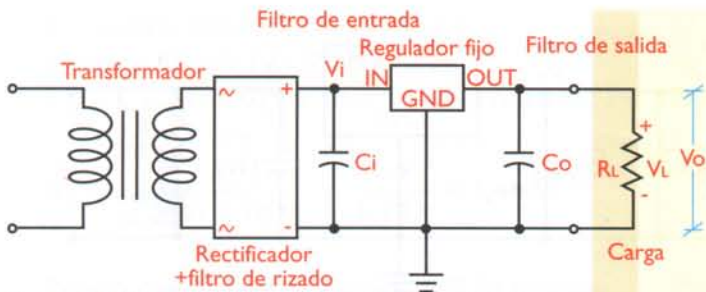 Filtro de entrada
Transformador
Vi
Regulador fijo
IN
OUT
GND
Filtro de salida
~
+
Ci
Co
RL
+
VL
-
Vo
~
-
Rectificador
+filtro de rizado
Carga